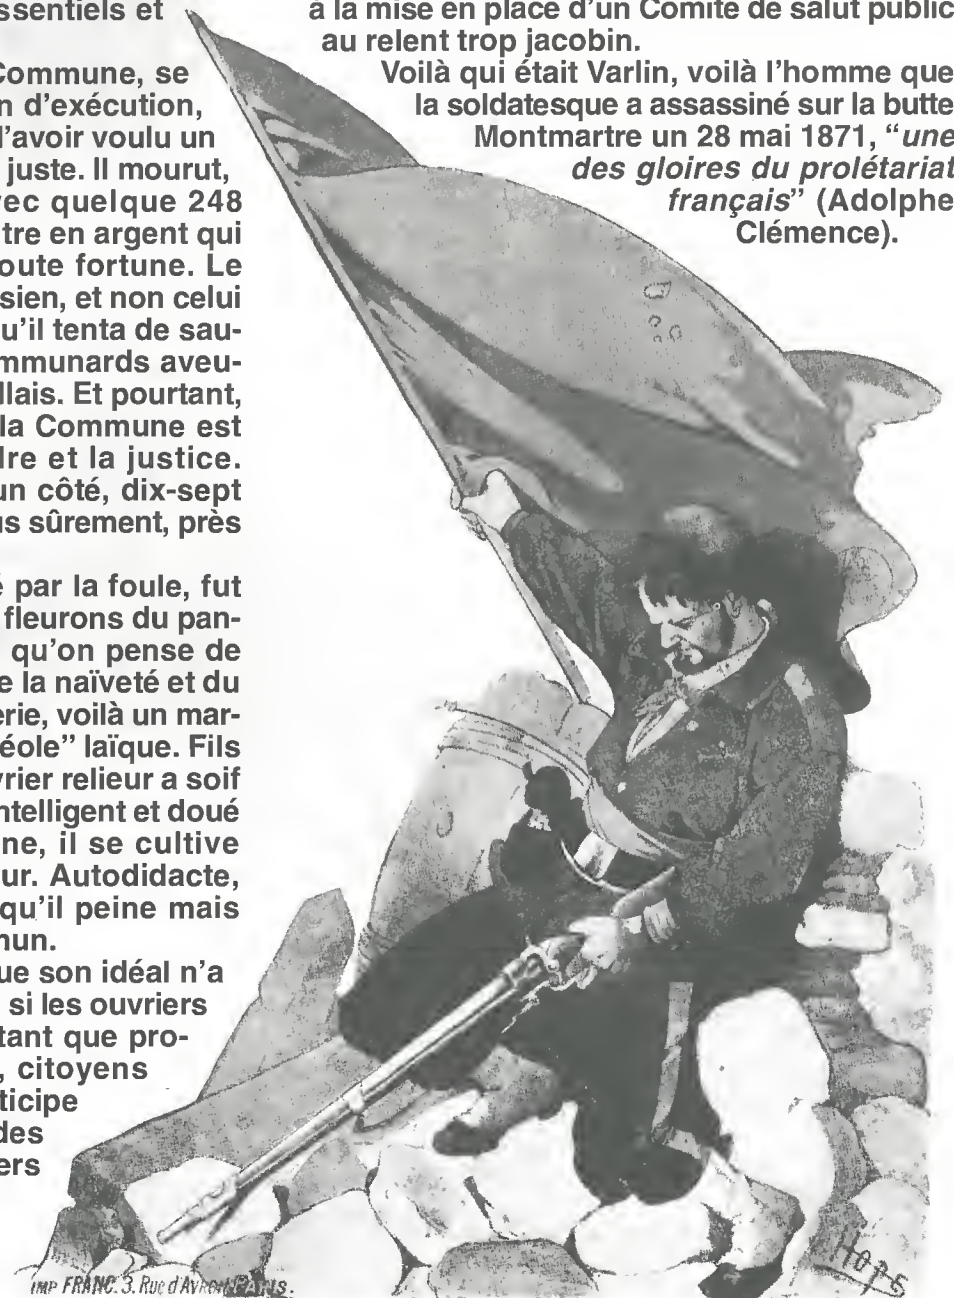 ssentiels et
Commune, se
n d'exécution,
l'avoir voulu un
juste. Il mourut,
vec quelque 248
tre en argent qui
oute fortune. Le
sien, et non celui
u'il tenta de sau-
mmunards aveu-
llais. Et pourtant,
la Commune est
dre et la justice.
un côté, dix-sept
us sûrement, près
é par la foule, fut
fleurons du pan-
qu'on pense de
e la naïveté et du
erie, voilà un mar-
éole” laïque. Fils
vrier relieur a soif
ntelligent et doué
ne, il se cultive
ur. Autodidacte,
qu'il peine mais
nun.
ue son idéal n'a
si les ouvriers
tant que pro-
, citoyens
ticipe
des
ers
à la mise en place d'un Comité de salut public
au relent trop jacobin.
Voilà qui était Varlin, voilà l'homme que
la soldatesque a assassiné sur la butte
Montmartre un 28 mai 1871, “une
des gloires du prolétariat
français” (Adolphe
Clémence).
IMP FRANC. 3. Rue d'Avron PARIS.